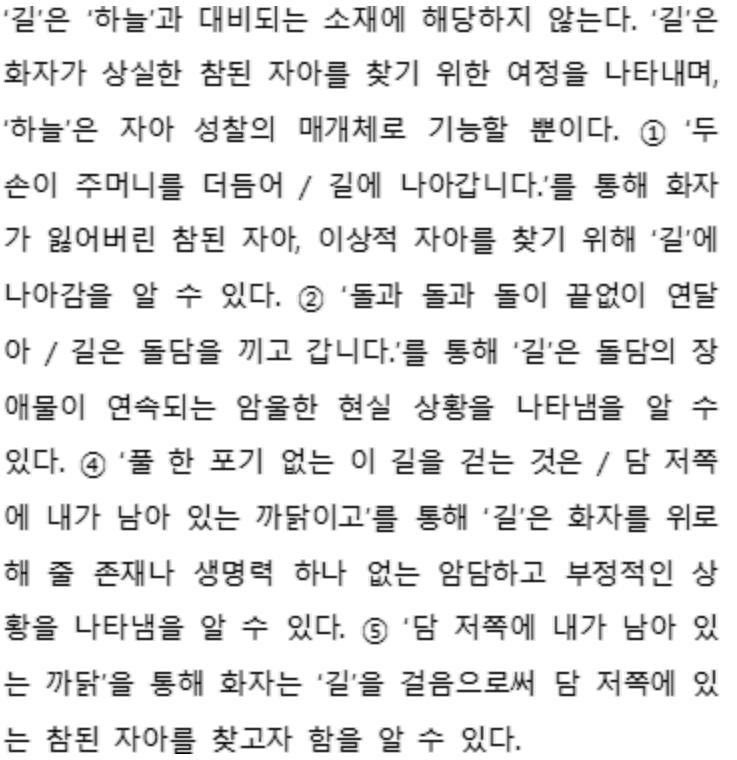 '길'은 '하늘'과 대비되는 소재에 해당하지 않는다. '길'은
화자가 상실한 참된 자아를 찾기 위한 여정을 나타내며,
'하늘'은 자아 성찰의 매개체로 기능할 뿐이다. ① '두
손이 주머니를 더듬어 / 길에 나아갑니다.'를 통해 화자
가 잃어버린 참된 자아, 이상적 자아를 찾기 위해 '길'에
나아감을 알 수 있다. ② '돌과 돌과 돌이 끝없이 연달
아 / 길은 돌담을 끼고 갑니다.'를 통해 '길'은 돌담의 장
애물이 연속되는 암울한 현실 상황을 나타냄을 알 수
있다. ④ '풀 한 포기 없는 이 길을 걷는 것은 / 담 저쪽
에 내가 남아 있는 까닭이고'를 통해 '길'은 화자를 위로
해 줄 존재나 생명력 하나 없는 암담하고 부정적인 상
황을 나타냄을 알 수 있다. ⑤ '담 저쪽에 내가 남아 있
는 까닭'을 통해 화자는 '길'을 걸음으로써 담 저쪽에 있
는 참된 자아를 찾고자 함을 알 수 있다.